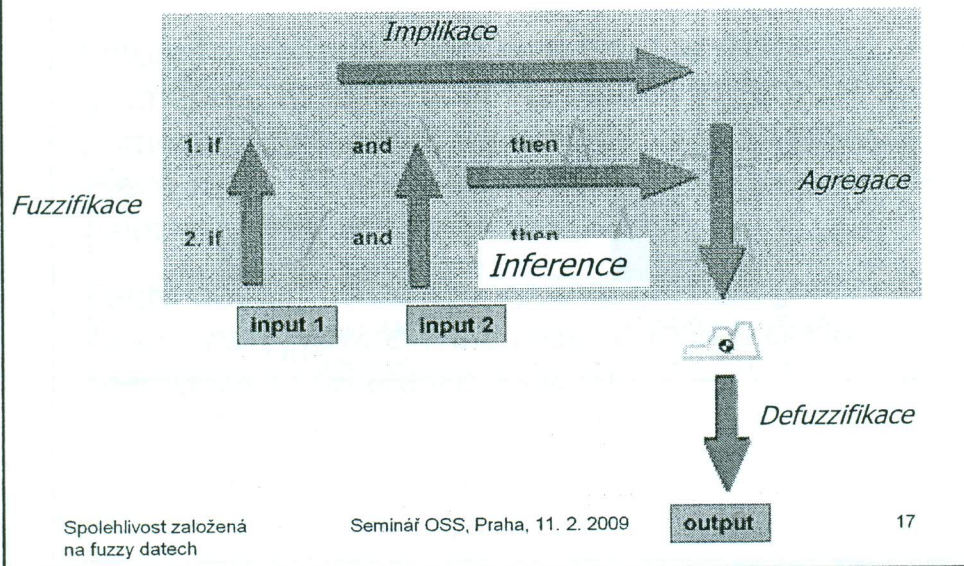 Implikace
1. if and then
Fuzzifikace
Agregace
2. if and then
Inference
input 1 input 2
Defuzzifikace
output
Spolehlivost založená
na fuzzy datech
Seminář OSS, Praha, 11. 2. 2009
17